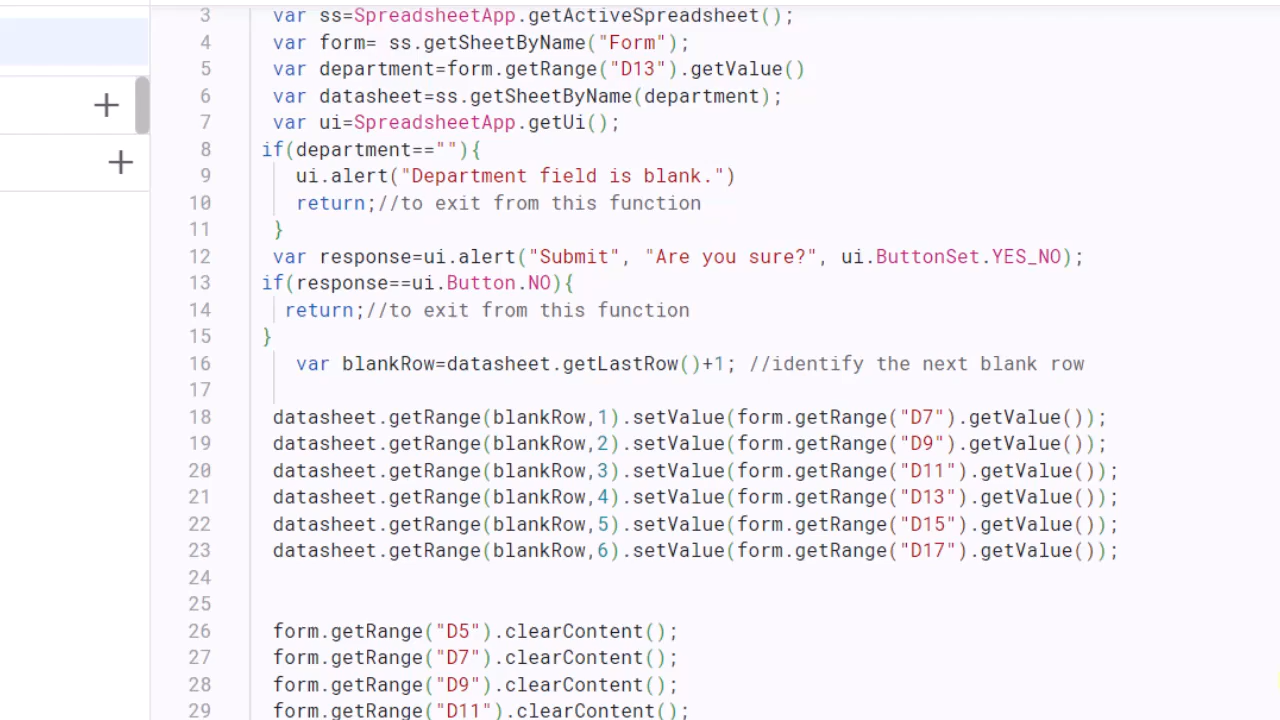 3 var ss=SpreadsheetApp.getActiveSpreadsheet();
4 var form= ss.getSheetByName("Form");
5 var department=form.getRange("D13").getValue()
6 var datasheet=ss.getSheetByName(department);
7 var ui=SpreadsheetApp.getUi();
8 if(department==""){
9 ui.alert("Department field is blank.")
10 return;//to exit from this function
11 }
12 var response=ui.alert("Submit", "Are you sure?", ui.ButtonSet.YES_NO);
13 if(response==ui.Button.NO){
14 return;//to exit from this function
15 }
16 var blankRow=datasheet.getLastRow()+1; //identify the next blank row
17
18 datasheet.getRange(blankRow,1).setValue(form.getRange("D7").getValue());
19 datasheet.getRange(blankRow,2).setValue(form.getRange("D9").getValue());
20 datasheet.getRange(blankRow,3).setValue(form.getRange("D11").getValue());
21 datasheet.getRange(blankRow,4).setValue(form.getRange("D13").getValue());
22 datasheet.getRange(blankRow,5).setValue(form.getRange("D15").getValue());
23 datasheet.getRange(blankRow,6).setValue(form.getRange("D17").getValue());
24
25
26 form.getRange("D5").clearContent();
27 form.getRange("D7").clearContent();
28 form.getRange("D9").clearContent();
29 form.getRange("D11").clearContent();